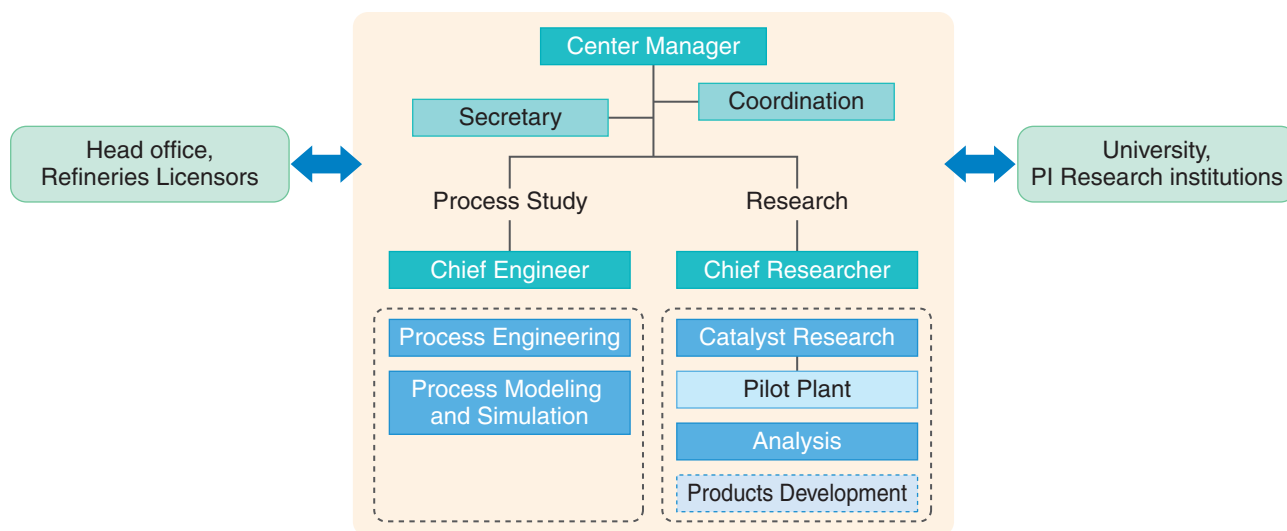 Center Manager
Coordination
Secretary
Head office,
Refineries Licensors
University,
PI Research institutions
Process Study
Research
Chief Engineer
Chief Researcher
Process Engineering
Process Modeling
and Simulation
Catalyst Research
Pilot Plant
Analysis
Products Development